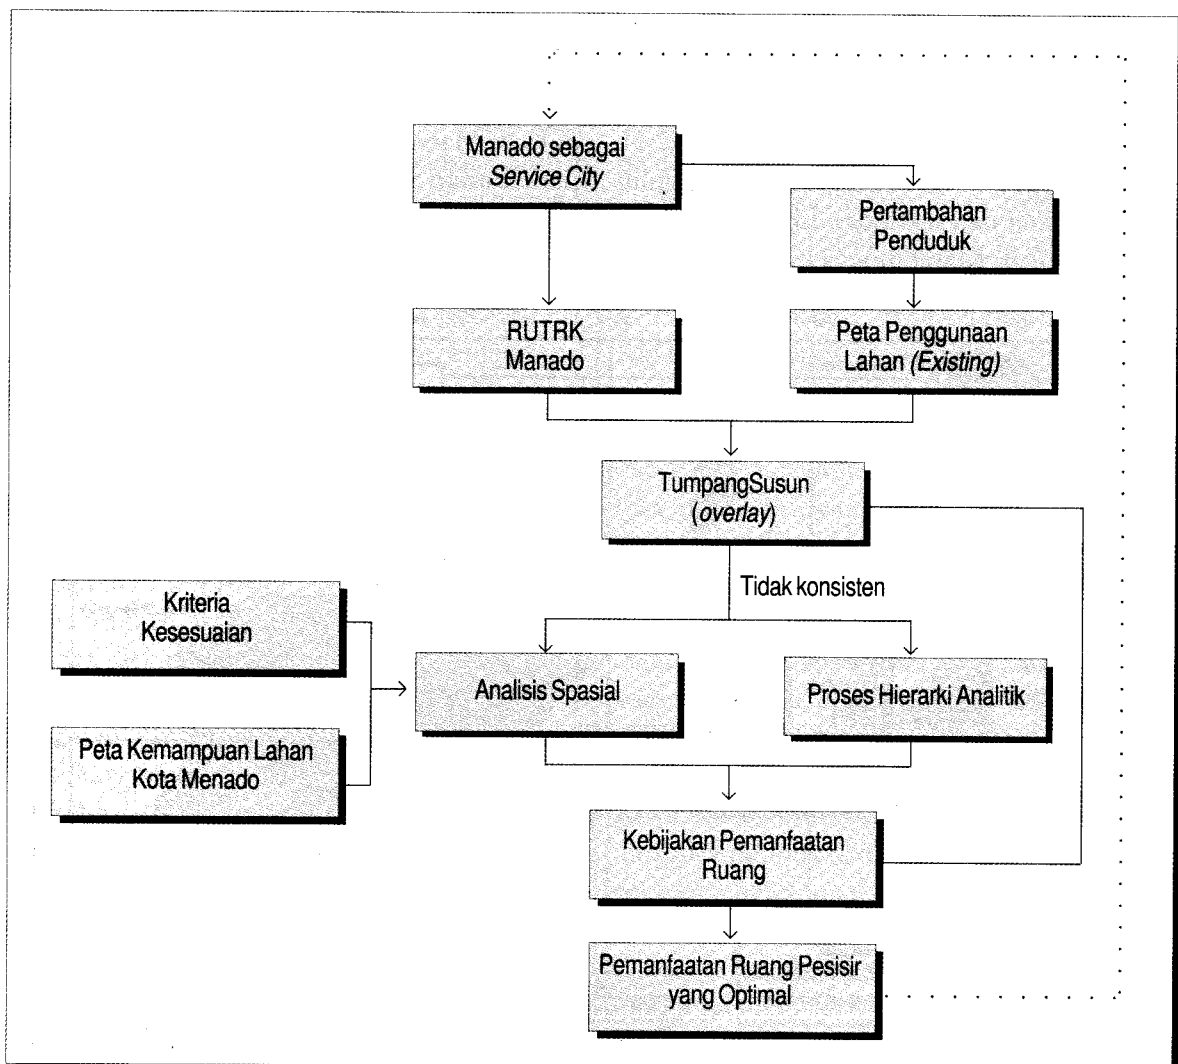 Manado sebagai
Service City
Pertambahan
Penduduk
RUTRK
Manado
Peta Penggunaan
Lahan (Existing)
TumpangSusun
(overlay)
Tidak konsisten
Kriteria
Kesesuaian
Analisis Spasial
Proses Hierarki Analitik
Peta Kemampuan Lahan
Kota Menado
Kebijakan Pemanfaatan
Ruang
Pemanfaatan Ruang Pesisir
yang Optimal